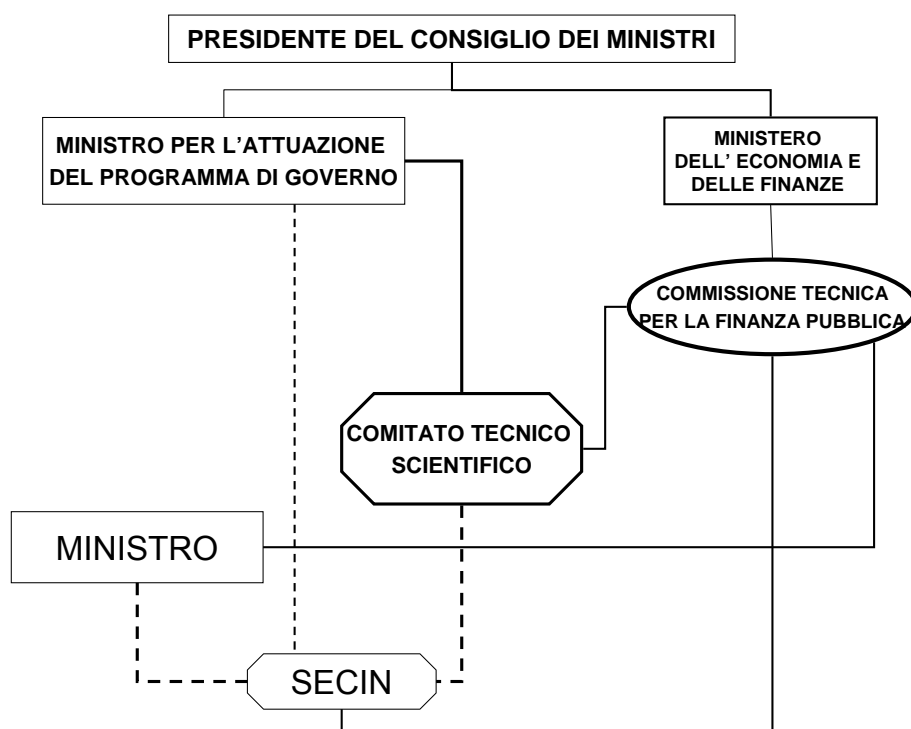 PRESIDENTE DEL CONSIGLIO DEI MINISTRI
MINISTRO PER L'ATTUAZIONE
DEL PROGRAMMA DI GOVERNO
MINISTERO
DELL' ECONOMIA E
DELLE FINANZE
COMMISSIONE TECNICA
PER LA FINANZA PUBBLICA
COMITATO TECNICO
SCIENTIFICO
MINISTRO
SECIN